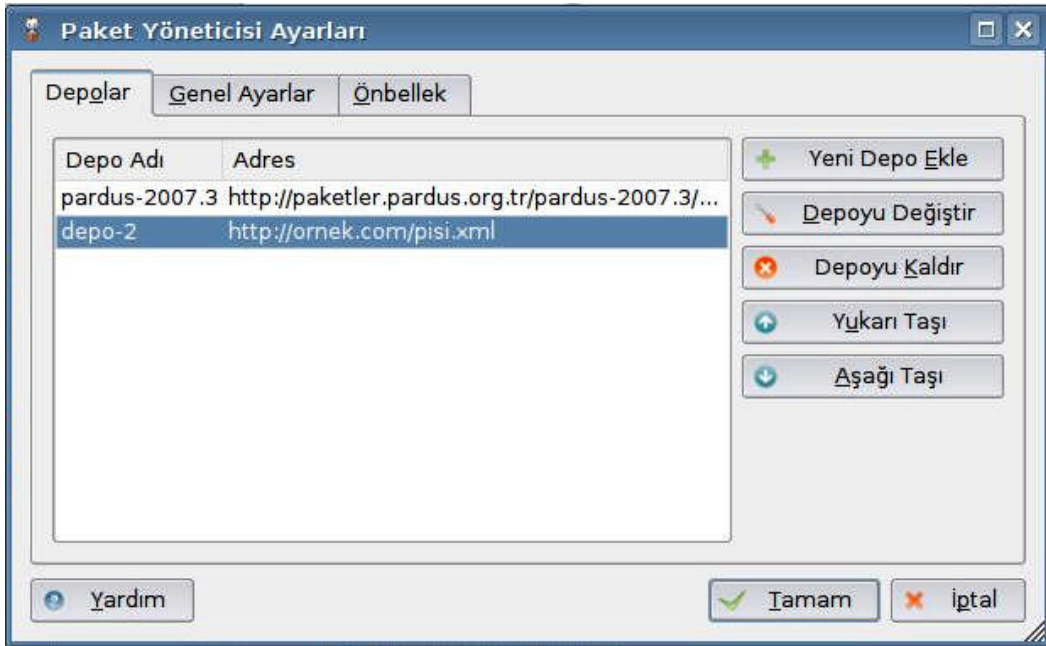 Paket Yöneticisi Ayarları
Depolar Genel Ayarlar Önbellek
Depo Adı Adres
pardus-2007.3 http://paketler.pardus.org.tr/pardus-2007.3/...
depo-2 http://ornek.com/pisi.xml
Yeni Depo Ekle
Depoyu Değiştir
Depoyu Kaldır
Yukarı Taşı
Aşağı Taşı
Yardım Tamam İptal